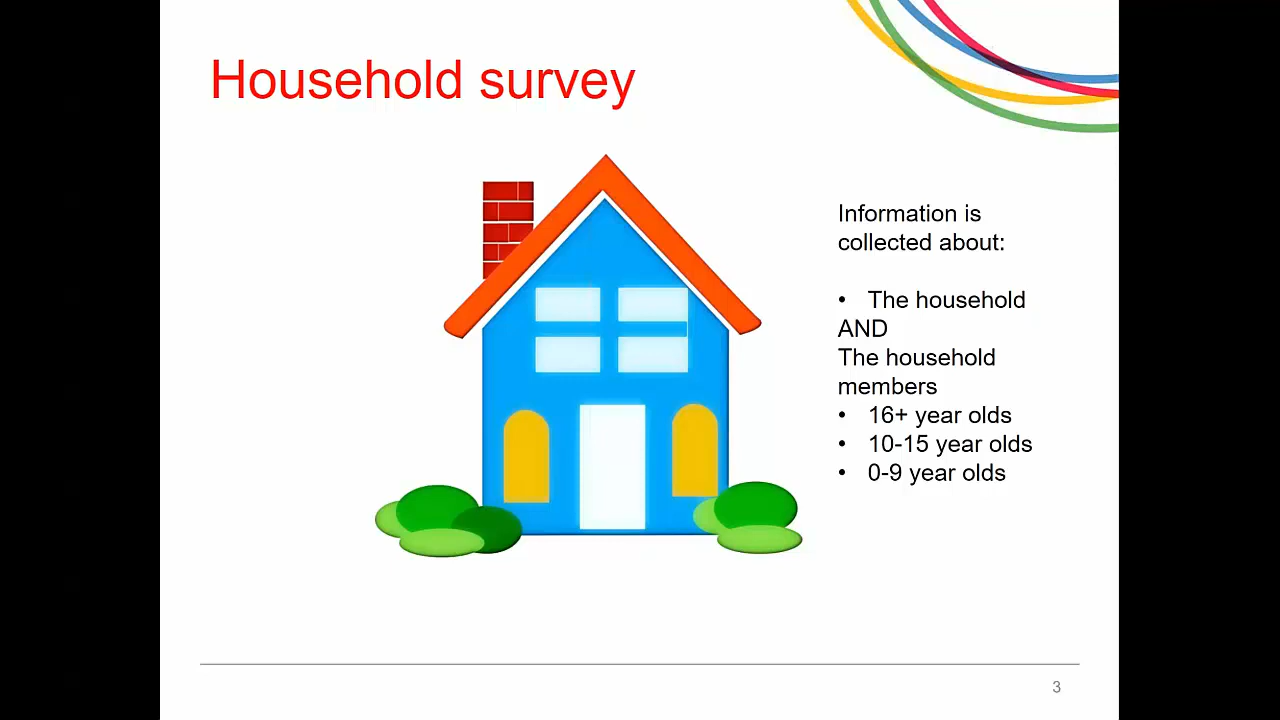 Household survey
Information is
collected about:
• The household
AND
The household
members
• 16+ year olds
• 10-15 year olds
• 0-9 year olds
3